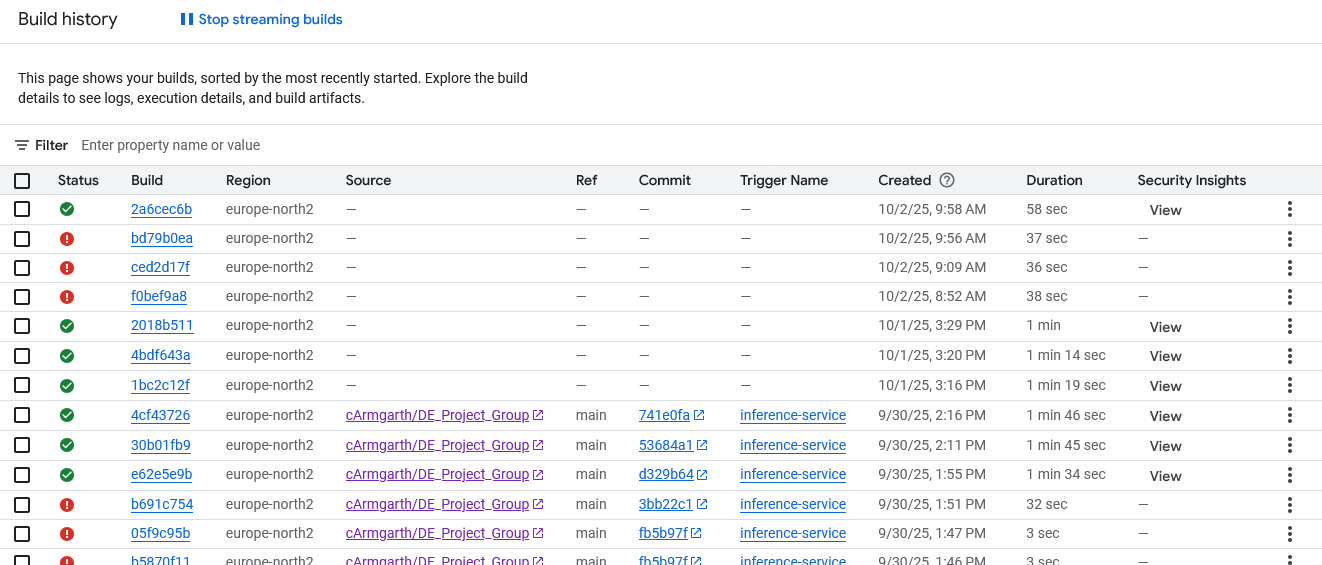 Build history Stop streaming builds
This page shows your builds, sorted by the most recently started. Explore the build
details to see logs, execution details, and build artifacts.
Filter Enter property name or value
Status Build Region Source Ref Commit Trigger Name Created Duration Security Insights
2a6cec6b europe-north2 — — — — 10/2/25, 9:58 AM 58 sec View
bd79b0ea europe-north2 — — — — 10/2/25, 9:56 AM 37 sec —
ced2d17f europe-north2 — — — — 10/2/25, 9:09 AM 36 sec —
f0bef9a8 europe-north2 — — — — 10/2/25, 8:52 AM 38 sec —
2018b511 europe-north2 — — — — 10/1/25, 3:29 PM 1 min View
4bdf643a europe-north2 — — — — 10/1/25, 3:20 PM 1 min 14 sec View
1bc2c12f europe-north2 — — — — 10/1/25, 3:16 PM 1 min 19 sec View
4cf43726 europe-north2 cArmgarth/DE_Project_Group main 741e0fa inference-service 9/30/25, 2:16 PM 1 min 46 sec View
30b01fb9 europe-north2 cArmgarth/DE_Project_Group main 53684a1 inference-service 9/30/25, 2:11 PM 1 min 45 sec View
e62e5e9b europe-north2 cArmgarth/DE_Project_Group main d329b64 inference-service 9/30/25, 1:55 PM 1 min 34 sec View
b691c754 europe-north2 cArmgarth/DE_Project_Group main 3bb22c1 inference-service 9/30/25, 1:51 PM 32 sec —
05f9c95b europe-north2 cArmgarth/DE_Project_Group main fb5b97f inference-service 9/30/25, 1:47 PM 3 sec —
b5870f11 europe-north2 cArmgarth/DE_Project_Group main fb5b97f inference-service 9/30/25, 1:46 PM 3 sec —